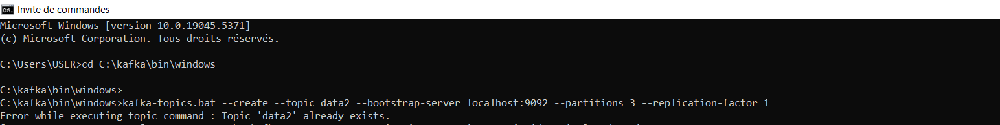 Invite de commandes
Microsoft Windows [version 10.0.19045.5371]
(c) Microsoft Corporation. Tous droits réservés.
C:\Users\USER>cd C:\kafka\bin\windows
C:\kafka\bin\windows>
C:\kafka\bin\windows>kafka-topics.bat --create --topic data2 --bootstrap-server localhost:9092 --partitions 3 --replication-factor 1
Error while executing topic command : Topic 'data2' already exists.